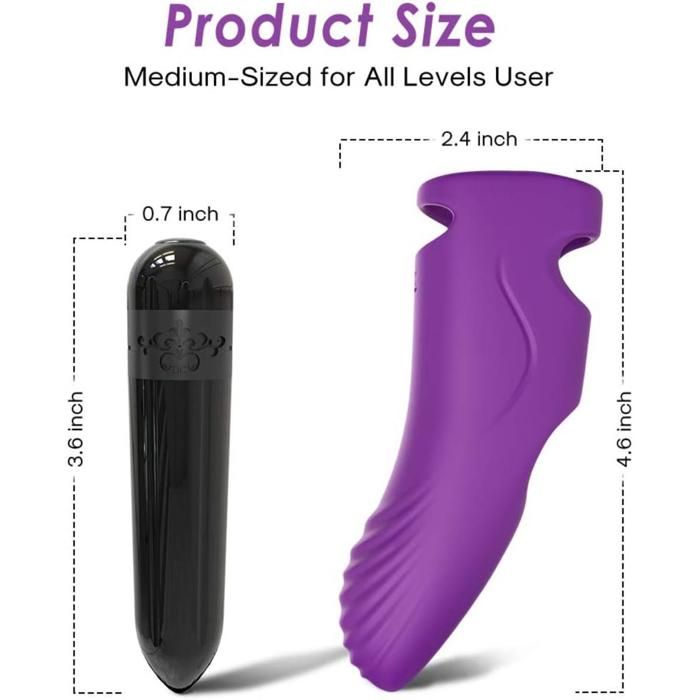 Product Size
Medium-Sized for All Levels User
2.4 inch
0.7 inch
3.6 inch
4.6 inch